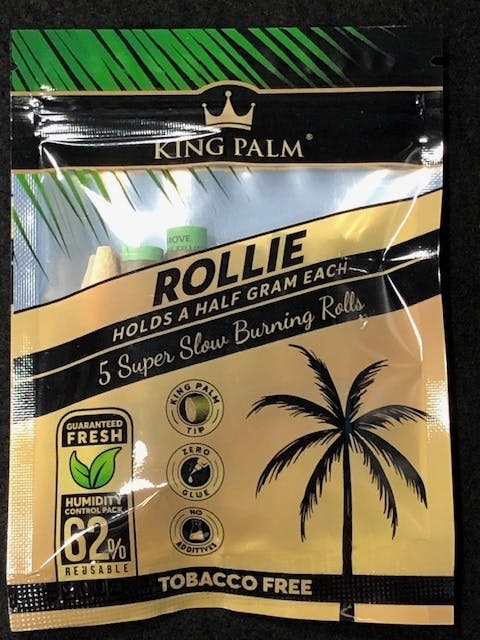 KING PALM®
ROLLIE
HOLDS A HALF GRAM EACH
5 Super Slow Burning Rolls
KING PALM
TIP
GUARANTEED
FRESH
ZERO
GLUE
HUMIDITY
CONTROL PACK
62%
REUSABLE
NO
ADDITIVES
TOBACCO FREE